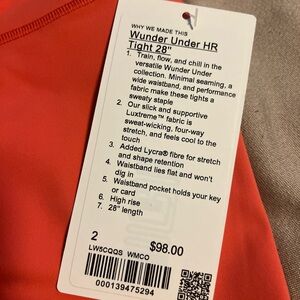 WHY WE MADE THIS
Wunder Under HR
Tight 28"
1. Train, flow, and chill in the
versatile Wunder Under
collection. Minimal seaming, a
wide waistband, and performance
fabric make these tights a
sweaty staple
2. Our slick and supportive
Luxtreme™ fabric is
sweat-wicking, four-way
stretch, and feels cool to the
touch
3. Added Lycra® fibre for stretch
and shape retention
4. Waistband lies flat and won't
dig in
5. Waistband pocket holds your key
or card
6. High rise
7. 28" length
2 $98.00
LW5CQQS WMCO
000139475294